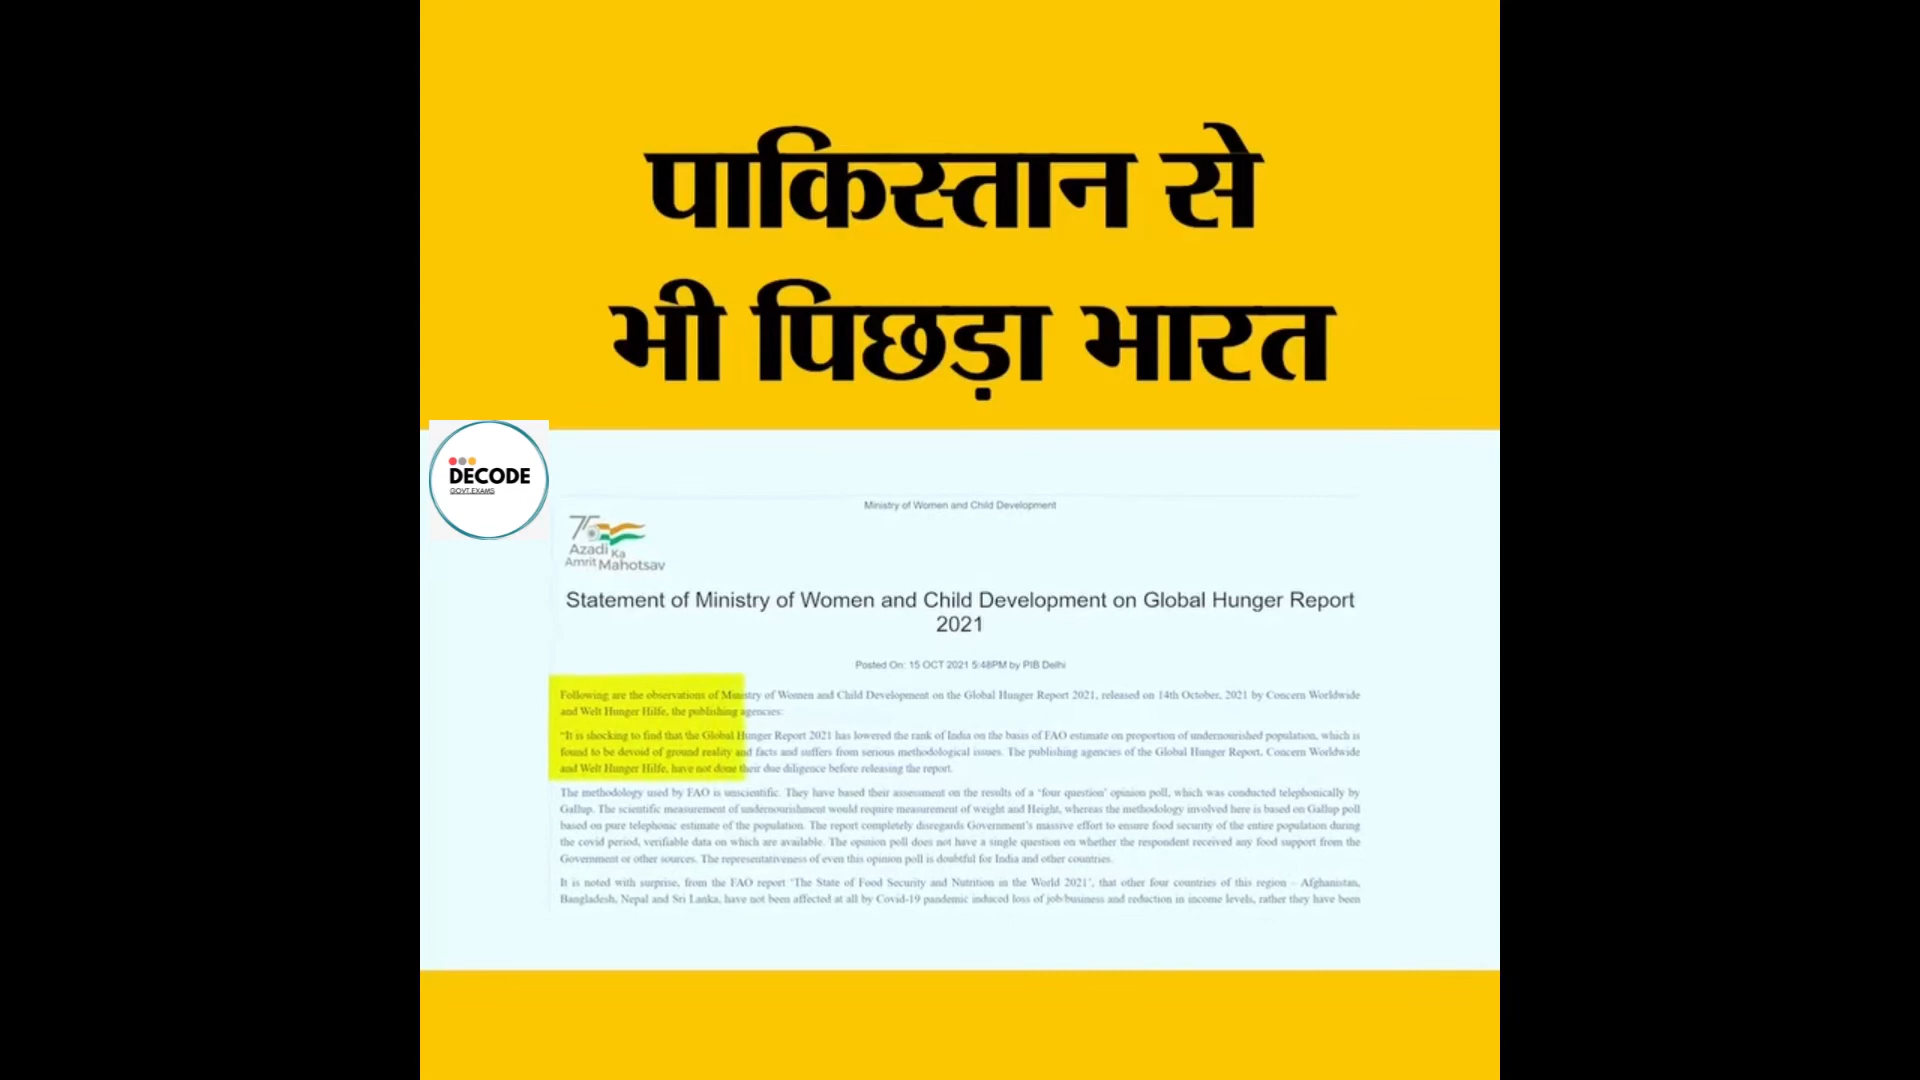 पाकिस्तान से
भी पिछड़ा भारत
DECODE
GOVT.EXAMS
Ministry of Women and Child Development
75
Azadi Ka
Amrit Mahotsav
Statement of Ministry of Women and Child Development on Global Hunger Report
2021
Posted On: 15 OCT 2021 5:48PM by PIB Delhi
Following are the observations of Ministry of Women and Child Development on the Global Hunger Report 2021, released on 14th October, 2021 by Concern Worldwide
and Welt Hunger Hilfe, the publishing agencies:
“It is shocking to find that the Global Hunger Report 2021 has lowered the rank of India on the basis of FAO estimate on proportion of undernourished population, which is
found to be devoid of ground reality and facts and suffers from serious methodological issues. The publishing agencies of the Global Hunger Report, Concern Worldwide
and Welt Hunger Hilfe, have not done their due diligence before releasing the report.
The methodology used by FAO is unscientific. They have based their assessment on the results of a ‘four question’ opinion poll, which was conducted telephonically by
Gallup. The scientific measurement of undernourishment would require measurement of weight and Height, whereas the methodology involved here is based on Gallup poll
based on pure telephonic estimate of the population. The report completely disregards Government’s massive effort to ensure food security of the entire population during
the covid period, verifiable data on which are available. The opinion poll does not have a single question on whether the respondent received any food support from the
Government or other sources. The representativeness of even this opinion poll is doubtful for India and other countries.
It is noted with surprise, from the FAO report ‘The State of Food Security and Nutrition in the World 2021’, that other four countries of this region – Afghanistan,
Bangladesh, Nepal and Sri Lanka, have not been affected at all by Covid-19 pandemic induced loss of job/business and reduction in income levels, rather they have been